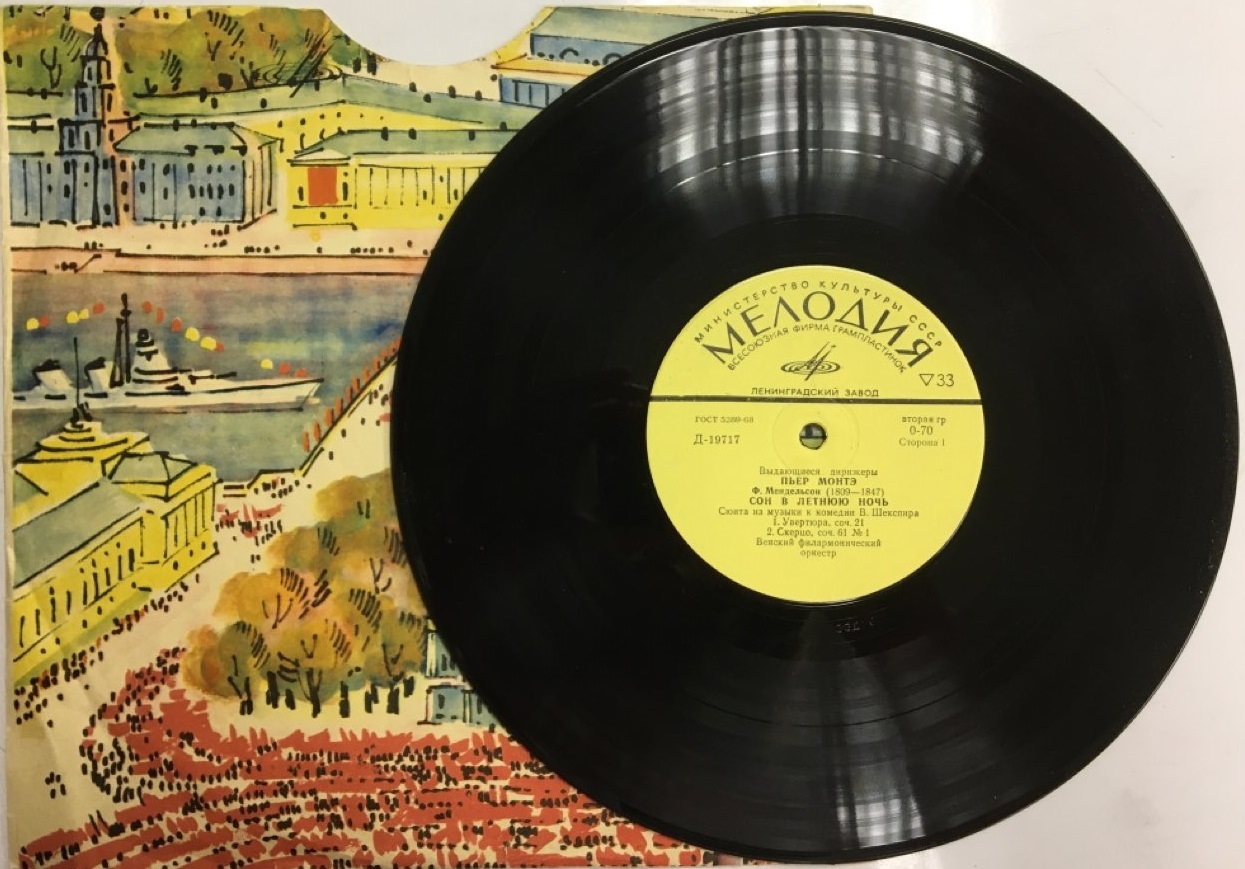 МИНИСТЕРСТВО КУЛЬТУРЫ СССР
МЕЛОДИЯ
ВСЕСОЮЗНАЯ ФИРМА ГРАМПЛАСТИНОК
▽33
ЛЕНИНГРАДСКИЙ ЗАВОД
ГОСТ 5289-68
вторая гр
Д-19717
0-70
Сторона 1
Выдающиеся дирижеры
ПЬЕР МОНТЭ
Ф. Мендельсон (1809—1847)
СОН В ЛЕТНЮЮ НОЧЬ
Сюита из музыки к комедии В. Шекспира
1. Увертюра, соч. 21
2. Скерцо, соч. 61 № 1
Венский филармонический
оркестр